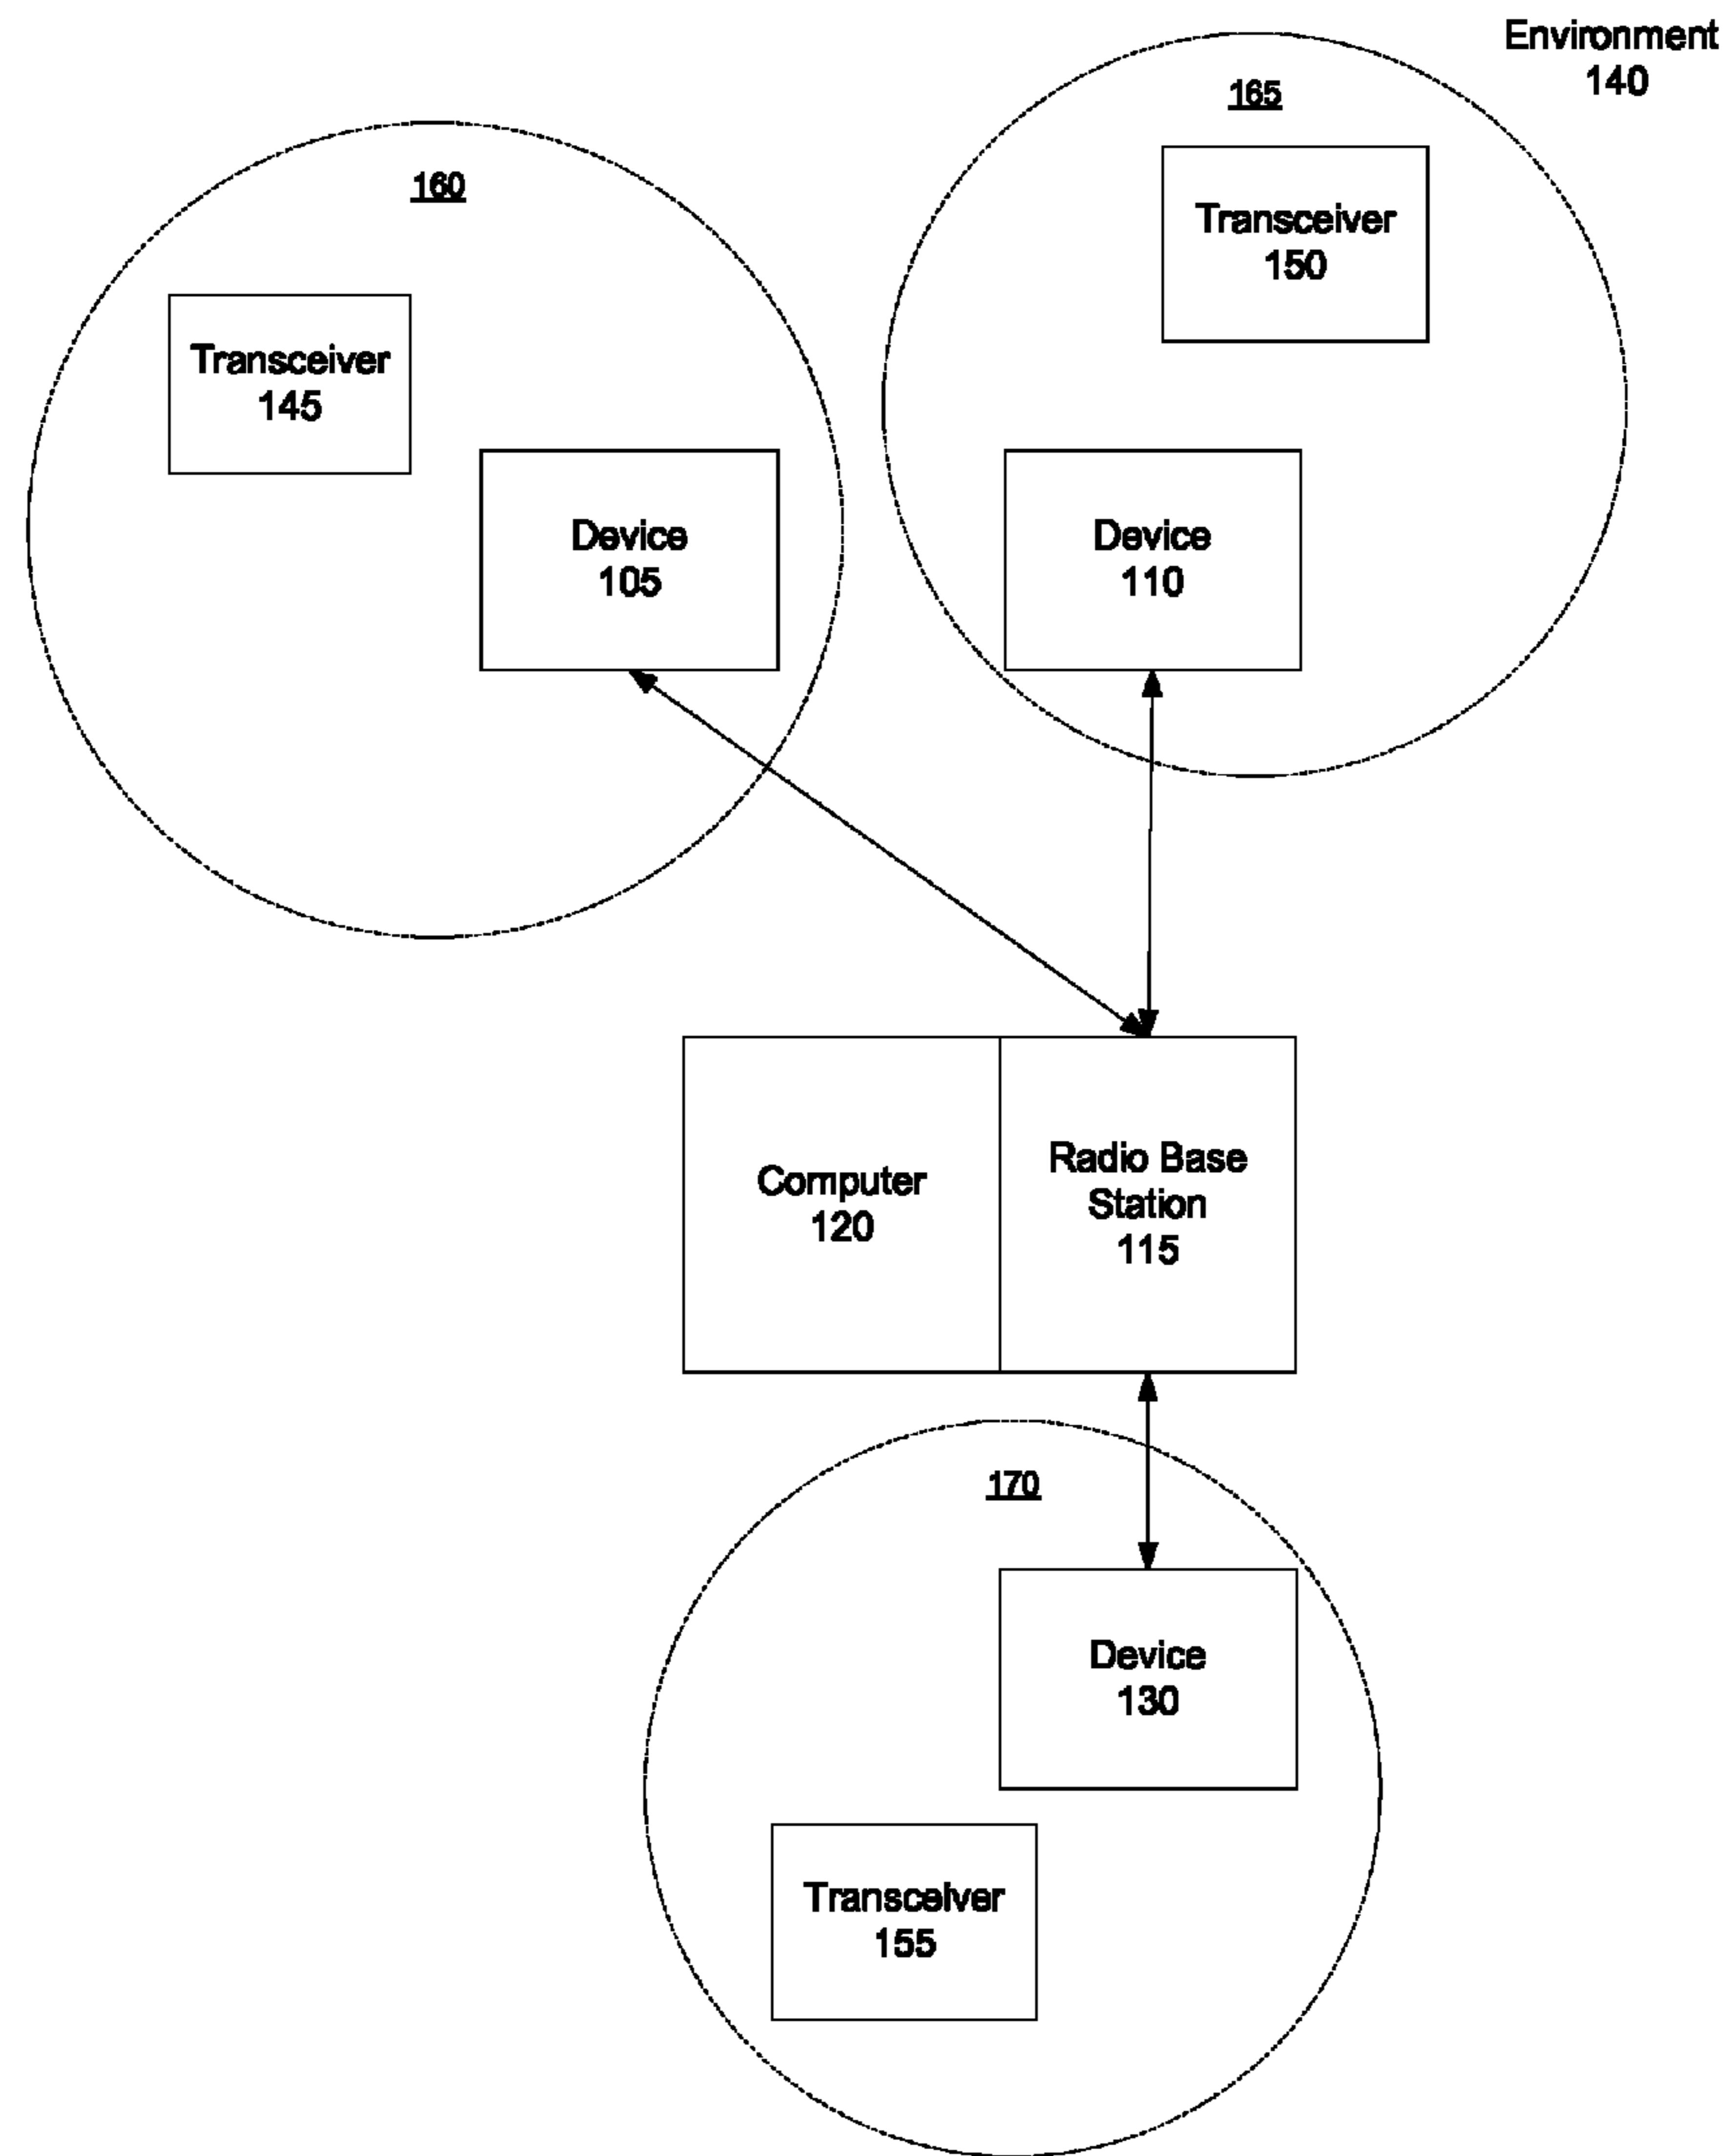 Environment
140
165
160
Transceiver
150
Transceiver
145
Device
105
Device
110
Computer
120
Radio Base
Station
115
170
Device
130
Transceiver
155